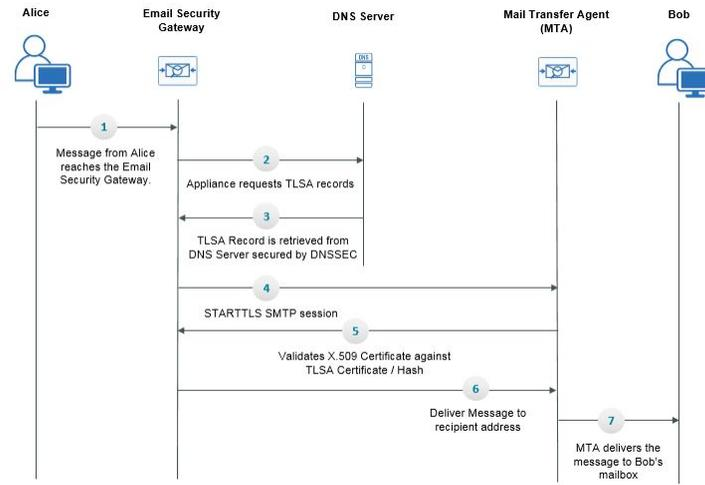 Alice
Email Security
Gateway
DNS Server
Mail Transfer Agent
(MTA)
Bob
DNS
1
Message from Alice
reaches the Email
Security Gateway.
2
Appliance requests TLSA records
3
TLSA Record is retrieved from
DNS Server secured by DNSSEC
4
STARTTLS SMTP session
5
Validates X.509 Certificate against
TLSA Certificate / Hash
6
Deliver Message to
recipient address
7
MTA delivers the
message to Bob's
mailbox